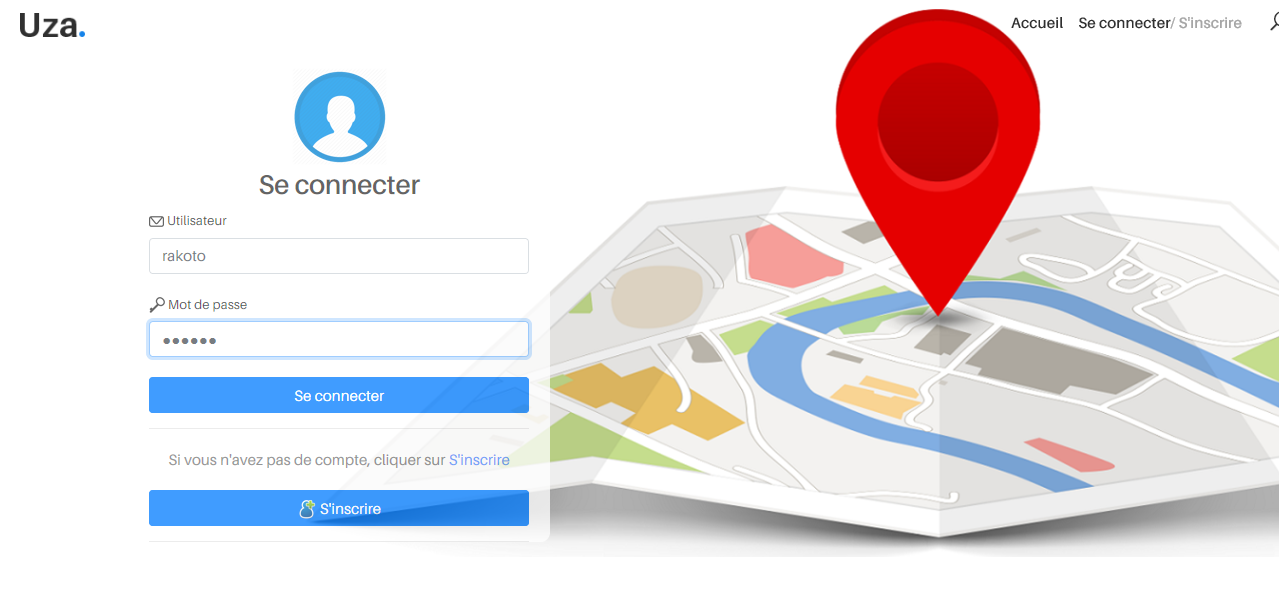 Uza.
Accueil Se connecter/ S'inscrire
Se connecter
Utilisateur
rakoto
Mot de passe
●●●●●●
Se connecter
Si vous n'avez pas de compte, cliquer sur S'inscrire
S'inscrire